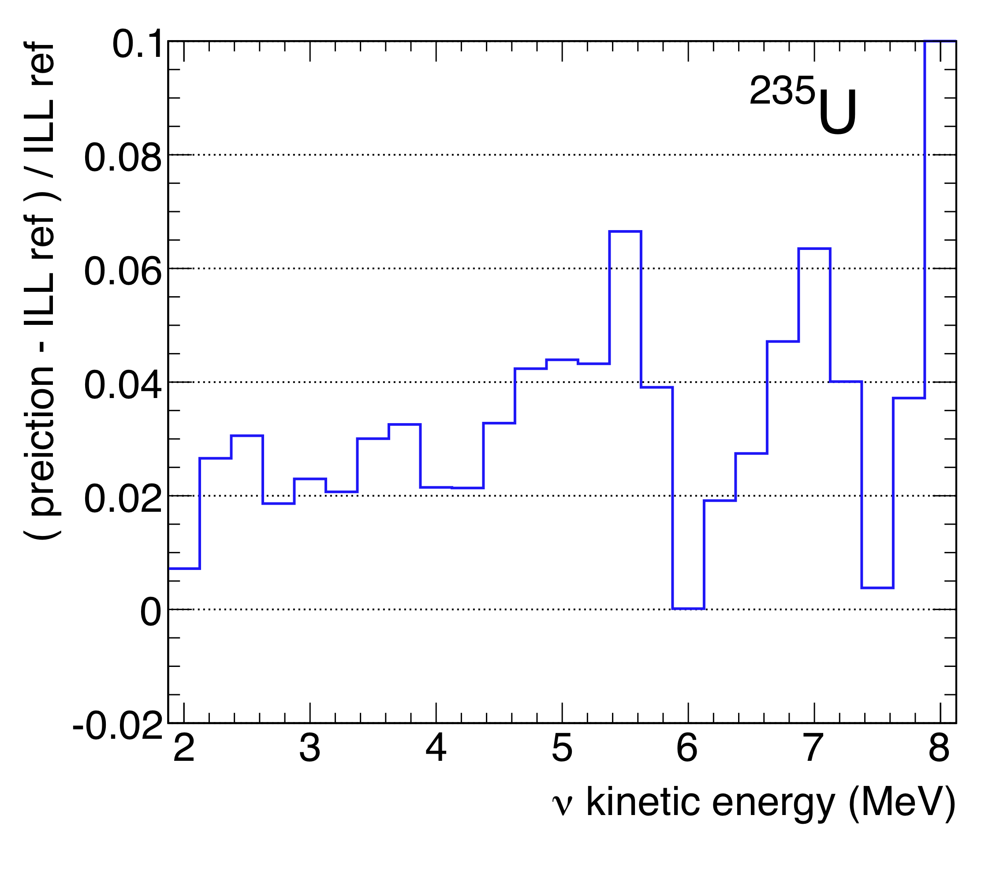 ( preiction - ILL ref ) / ILL ref
0.1
0.08
0.06
0.04
0.02
0
-0.02
235U
2 3 4 5 6 7 8
ν kinetic energy (MeV)